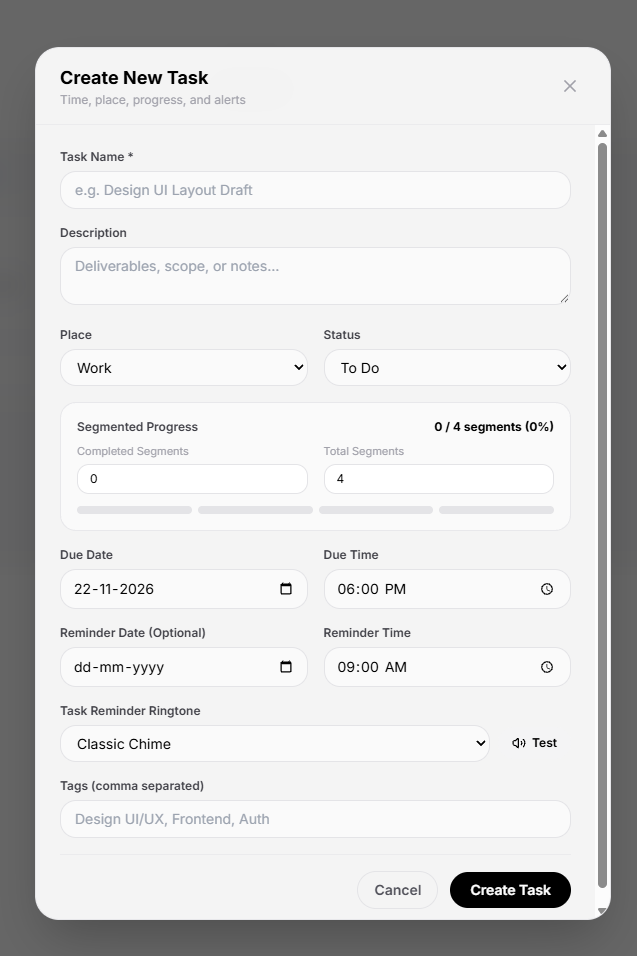 Create New Task
Time, place, progress, and alerts
Task Name *
e.g. Design UI Layout Draft
Description
Deliverables, scope, or notes...
Place Status
Work To Do
Segmented Progress 0 / 4 segments (0%)
Completed Segments Total Segments
0 4
Due Date Due Time
22-11-2026 06:00 PM
Reminder Date (Optional) Reminder Time
dd-mm-yyyy 09:00 AM
Task Reminder Ringtone
Classic Chime Test
Tags (comma separated)
Design UI/UX, Frontend, Auth
Cancel Create Task